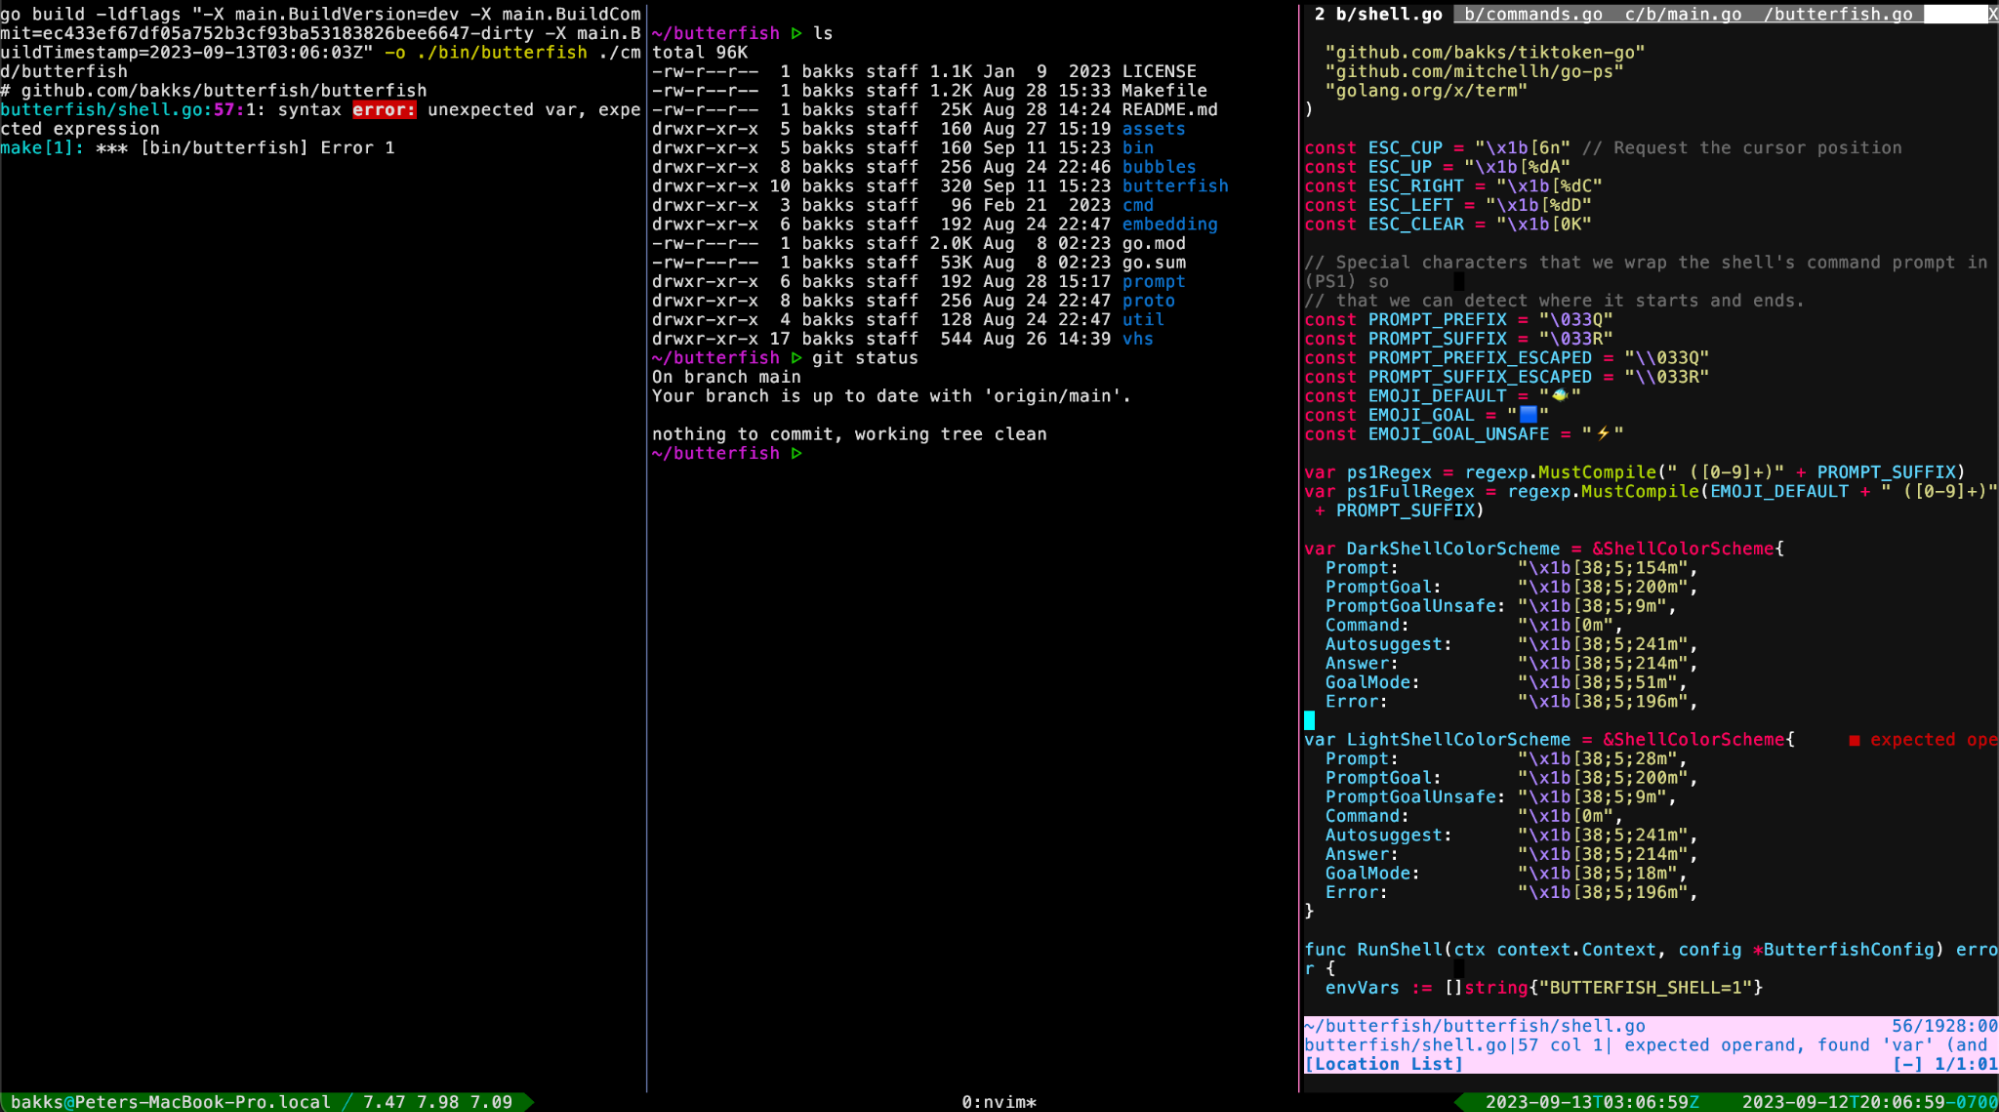 go build -ldflags "-X main.BuildVersion=dev -X main.BuildCom
mit=ec433ef67df05a752b3cf93ba53183826bee6647-dirty -X main.B
uildTimestamp=2023-09-13T03:06:03Z" -o ./bin/butterfish ./cm
d/butterfish
# github.com/bakks/butterfish/butterfish
butterfish/shell.go:57:1: syntax error: unexpected var, expe
cted expression
make[1]: *** [bin/butterfish] Error 1
~/butterfish ▷ ls
total 96K
-rw-r--r--  1 bakks staff 1.1K Jan  9  2023 LICENSE
-rw-r--r--  1 bakks staff 1.2K Aug 28 15:33 Makefile
-rw-r--r--  1 bakks staff  25K Aug 28 14:24 README.md
drwxr-xr-x  5 bakks staff  160 Aug 27 15:19 assets
drwxr-xr-x  5 bakks staff  160 Sep 11 15:23 bin
drwxr-xr-x  8 bakks staff  256 Aug 24 22:46 bubbles
drwxr-xr-x 10 bakks staff  320 Sep 11 15:23 butterfish
drwxr-xr-x  3 bakks staff   96 Feb 21  2023 cmd
drwxr-xr-x  6 bakks staff  192 Aug 24 22:47 embedding
-rw-r--r--  1 bakks staff 2.0K Aug  8 02:23 go.mod
-rw-r--r--  1 bakks staff  53K Aug  8 02:23 go.sum
drwxr-xr-x  6 bakks staff  192 Aug 28 15:17 prompt
drwxr-xr-x  8 bakks staff  256 Aug 24 22:47 proto
drwxr-xr-x  4 bakks staff  128 Aug 24 22:47 util
drwxr-xr-x 17 bakks staff  544 Aug 26 14:39 vhs
~/butterfish ▷ git status
On branch main
Your branch is up to date with 'origin/main'.
nothing to commit, working tree clean
~/butterfish ▷
2 b/shell.go  b/commands.go  c/b/main.go  /butterfish.go  X
"github.com/bakks/tiktoken-go"
"github.com/mitchellh/go-ps"
"golang.org/x/term"
)
const ESC_CUP = "\x1b[6n" // Request the cursor position
const ESC_UP = "\x1b[%dA"
const ESC_RIGHT = "\x1b[%dC"
const ESC_LEFT = "\x1b[%dD"
const ESC_CLEAR = "\x1b[0K"
// Special characters that we wrap the shell's command prompt in
(PS1) so
// that we can detect where it starts and ends.
const PROMPT_PREFIX = "\033Q"
const PROMPT_SUFFIX = "\033R"
const PROMPT_PREFIX_ESCAPED = "\\033Q"
const PROMPT_SUFFIX_ESCAPED = "\\033R"
const EMOJI_DEFAULT = "🐠"
const EMOJI_GOAL = "🟦"
const EMOJI_GOAL_UNSAFE = "⚡"
var ps1Regex = regexp.MustCompile(" ([0-9]+)" + PROMPT_SUFFIX)
var ps1FullRegex = regexp.MustCompile(EMOJI_DEFAULT + " ([0-9]+)"
+ PROMPT_SUFFIX)
var DarkShellColorScheme = &ShellColorScheme{
Prompt:           "\x1b[38;5;154m",
PromptGoal:       "\x1b[38;5;200m",
PromptGoalUnsafe: "\x1b[38;5;9m",
Command:          "\x1b[0m",
Autosuggest:      "\x1b[38;5;241m",
Answer:           "\x1b[38;5;214m",
GoalMode:         "\x1b[38;5;51m",
Error:            "\x1b[38;5;196m",
var LightShellColorScheme = &ShellColorScheme{     ■ expected ope
Prompt:           "\x1b[38;5;28m",
PromptGoal:       "\x1b[38;5;200m",
PromptGoalUnsafe: "\x1b[38;5;9m",
Command:          "\x1b[0m",
Autosuggest:      "\x1b[38;5;241m",
Answer:           "\x1b[38;5;214m",
GoalMode:         "\x1b[38;5;18m",
Error:            "\x1b[38;5;196m",
}
func RunShell(ctx context.Context, config *ButterfishConfig) erro
r {
envVars := []string{"BUTTERFISH_SHELL=1"}
~/butterfish/butterfish/shell.go  56/1928:00
butterfish/shell.go|57 col 1| expected operand, found 'var' (and
[Location List]  [-] 1/1:01
bakks@Peters-MacBook-Pro.local / 7.47 7.98 7.09  0:nvim*  2023-09-13T03:06:59Z  2023-09-12T20:06:59-0700